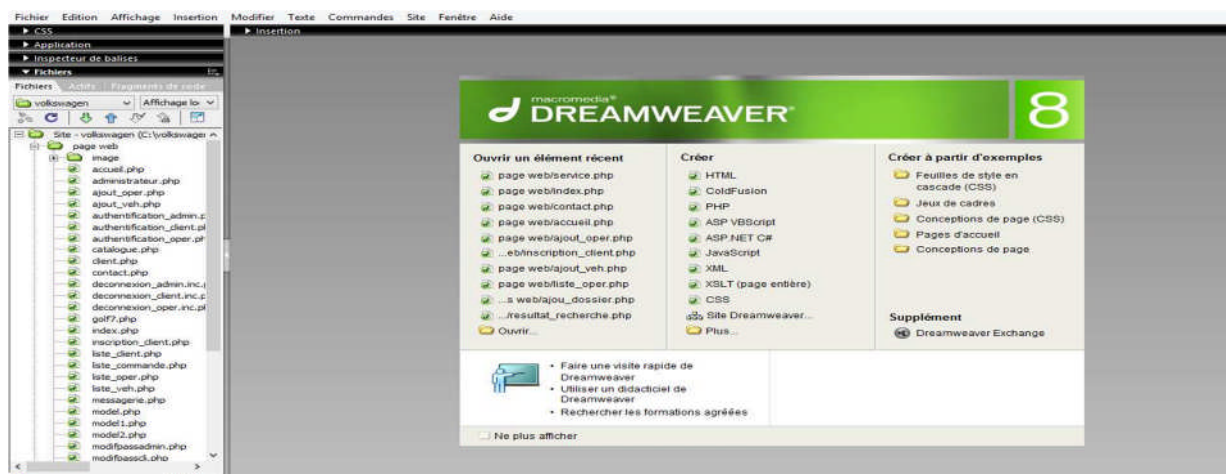 Fichier Edition Affichage Insertion Modifier Texte Commandes Site Fenêtre Aide
CSS
Application
Inspecteur de balises
Fichiers
Fichiers Actifs Fragments de code
volkswagen Affichage lo
Site - volkswagen (C:\volkswager
page web
image
accueil.php
administrateur.php
ajout_oper.php
ajout_veh.php
authentification_admin.p
authentification_client.pl
authentification_oper.ph
catalogue.php
client.php
contact.php
deconnexion_admin.inc.
deconnexion_client.inc.p
deconnexion_oper.inc.pl
golf7.php
index.php
inscription_client.php
liste_client.php
liste_commande.php
liste_oper.php
liste_veh.php
messagerie.php
model.php
model1.php
model2.php
modifpassadmin.php
modifpasscli.php
Insertion
macromedia®
DREAMWEAVER®
8
Ouvrir un élément récent
page web/service.php
page web/index.php
page web/contact.php
page web/accueil.php
page web/ajout_oper.php
...eb/inscription_client.php
page web/ajout_veh.php
page web/liste_oper.php
...s web/ajou_dossier.php
.../resultat_recherche.php
Ouvrir...
Créer
HTML
ColdFusion
PHP
ASP VBScript
ASP.NET C#
JavaScript
XML
XSLT (page entière)
CSS
Site Dreamweaver...
Plus...
Créer à partir d'exemples
Feuilles de style en
cascade (CSS)
Jeux de cadres
Conceptions de page (CSS)
Pages d'accueil
Conceptions de page
Supplément
Dreamweaver Exchange
• Faire une visite rapide de
Dreamweaver
• Utiliser un didacticiel de
Dreamweaver
• Rechercher les formations agréées
Ne plus afficher